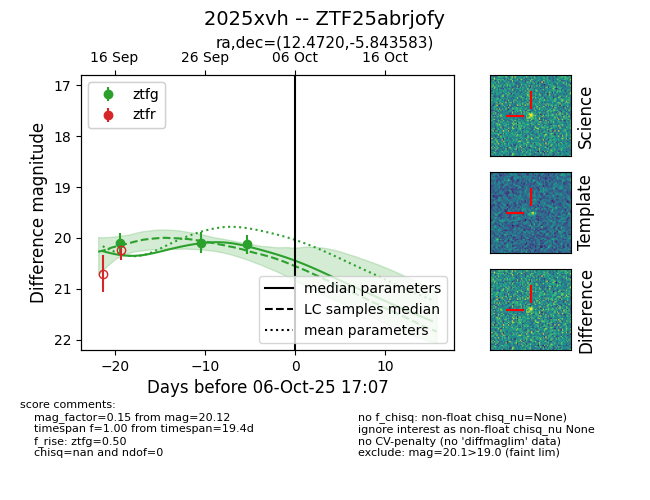 2025xvh -- ZTF25abrjofy
ra,dec=(12.4720,-5.843583)
16 Sep 26 Sep 06 Oct 16 Oct
ztfg
ztfr
17
18
19
20
21
22
Difference magnitude
median parameters
LC samples median
mean parameters
−20 −10 0 10
Days before 06-Oct-25 17:07
Science
Template
Difference
score comments:
mag_factor=0.15 from mag=20.12
timespan f=1.00 from timespan=19.4d
f_rise: ztfg=0.50
chisq=nan and ndof=0
no f_chisq: non-float chisq_nu=None)
ignore interest as non-float chisq_nu None
no CV-penalty (no 'diffmaglim' data)
exclude: mag=20.1>19.0 (faint lim)